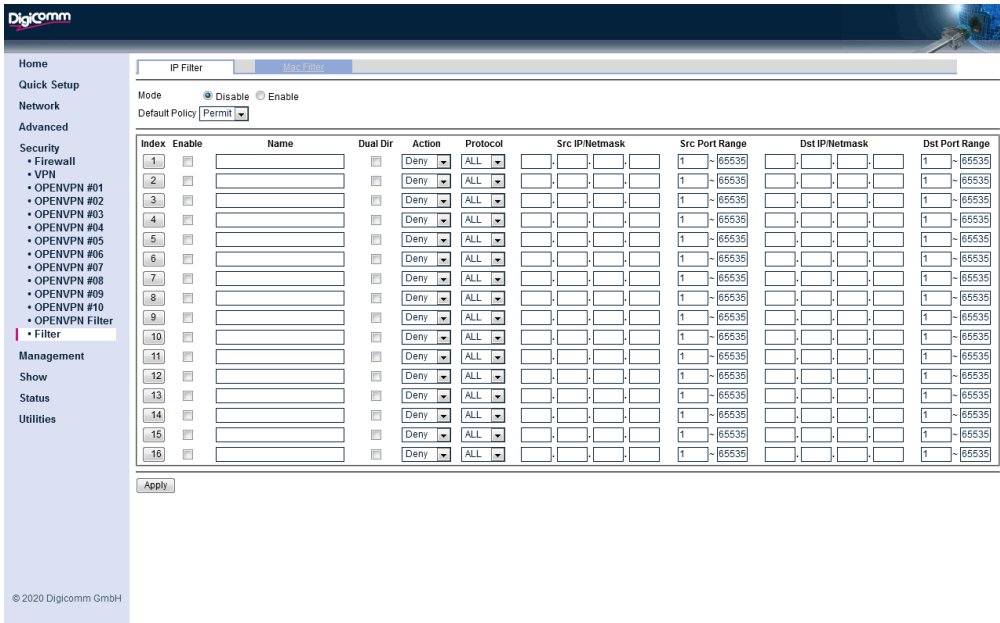 Digicomm
Home
Quick Setup
Network
Advanced
Security
• Firewall
• VPN
• OPENVPN #01
• OPENVPN #02
• OPENVPN #03
• OPENVPN #04
• OPENVPN #05
• OPENVPN #06
• OPENVPN #07
• OPENVPN #08
• OPENVPN #09
• OPENVPN #10
• OPENVPN Filter
• Filter
Management
Show
Status
Utilities
© 2020 Digicomm GmbH
IP Filter Mac Filter
Mode Disable Enable
Default Policy Permit
Index Enable Name Dual Dir Action Protocol Src IP/Netmask Src Port Range Dst IP/Netmask Dst Port Range
1 Deny ALL . . . 1 ~ 65535 . . . 1 ~ 65535
2 Deny ALL . . . 1 ~ 65535 . . . 1 ~ 65535
3 Deny ALL . . . 1 ~ 65535 . . . 1 ~ 65535
4 Deny ALL . . . 1 ~ 65535 . . . 1 ~ 65535
5 Deny ALL . . . 1 ~ 65535 . . . 1 ~ 65535
6 Deny ALL . . . 1 ~ 65535 . . . 1 ~ 65535
7 Deny ALL . . . 1 ~ 65535 . . . 1 ~ 65535
8 Deny ALL . . . 1 ~ 65535 . . . 1 ~ 65535
9 Deny ALL . . . 1 ~ 65535 . . . 1 ~ 65535
10 Deny ALL . . . 1 ~ 65535 . . . 1 ~ 65535
11 Deny ALL . . . 1 ~ 65535 . . . 1 ~ 65535
12 Deny ALL . . . 1 ~ 65535 . . . 1 ~ 65535
13 Deny ALL . . . 1 ~ 65535 . . . 1 ~ 65535
14 Deny ALL . . . 1 ~ 65535 . . . 1 ~ 65535
15 Deny ALL . . . 1 ~ 65535 . . . 1 ~ 65535
16 Deny ALL . . . 1 ~ 65535 . . . 1 ~ 65535
Apply